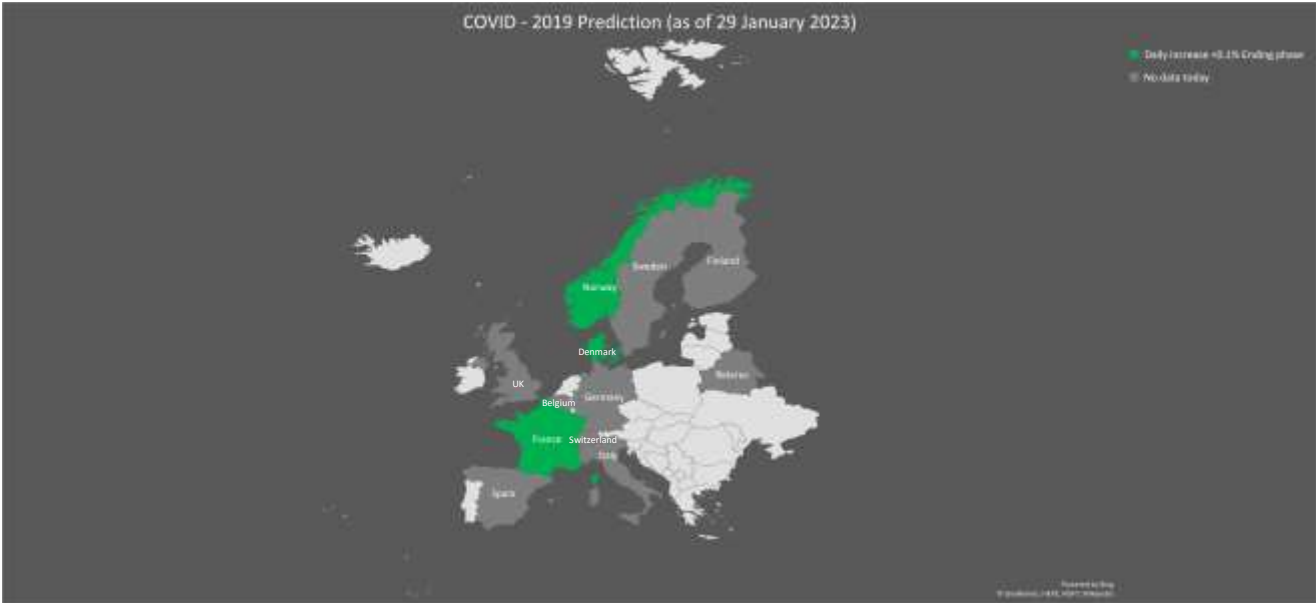 COVID - 2019 Prediction (as of 29 January 2023)
Daily increase <0.1% Ending phase
No data today
Sweden
Finland
Norway
Denmark
UK
Belarus
Germany
Belgium
France
Switzerland
Italy
Spain
Powered by Bing